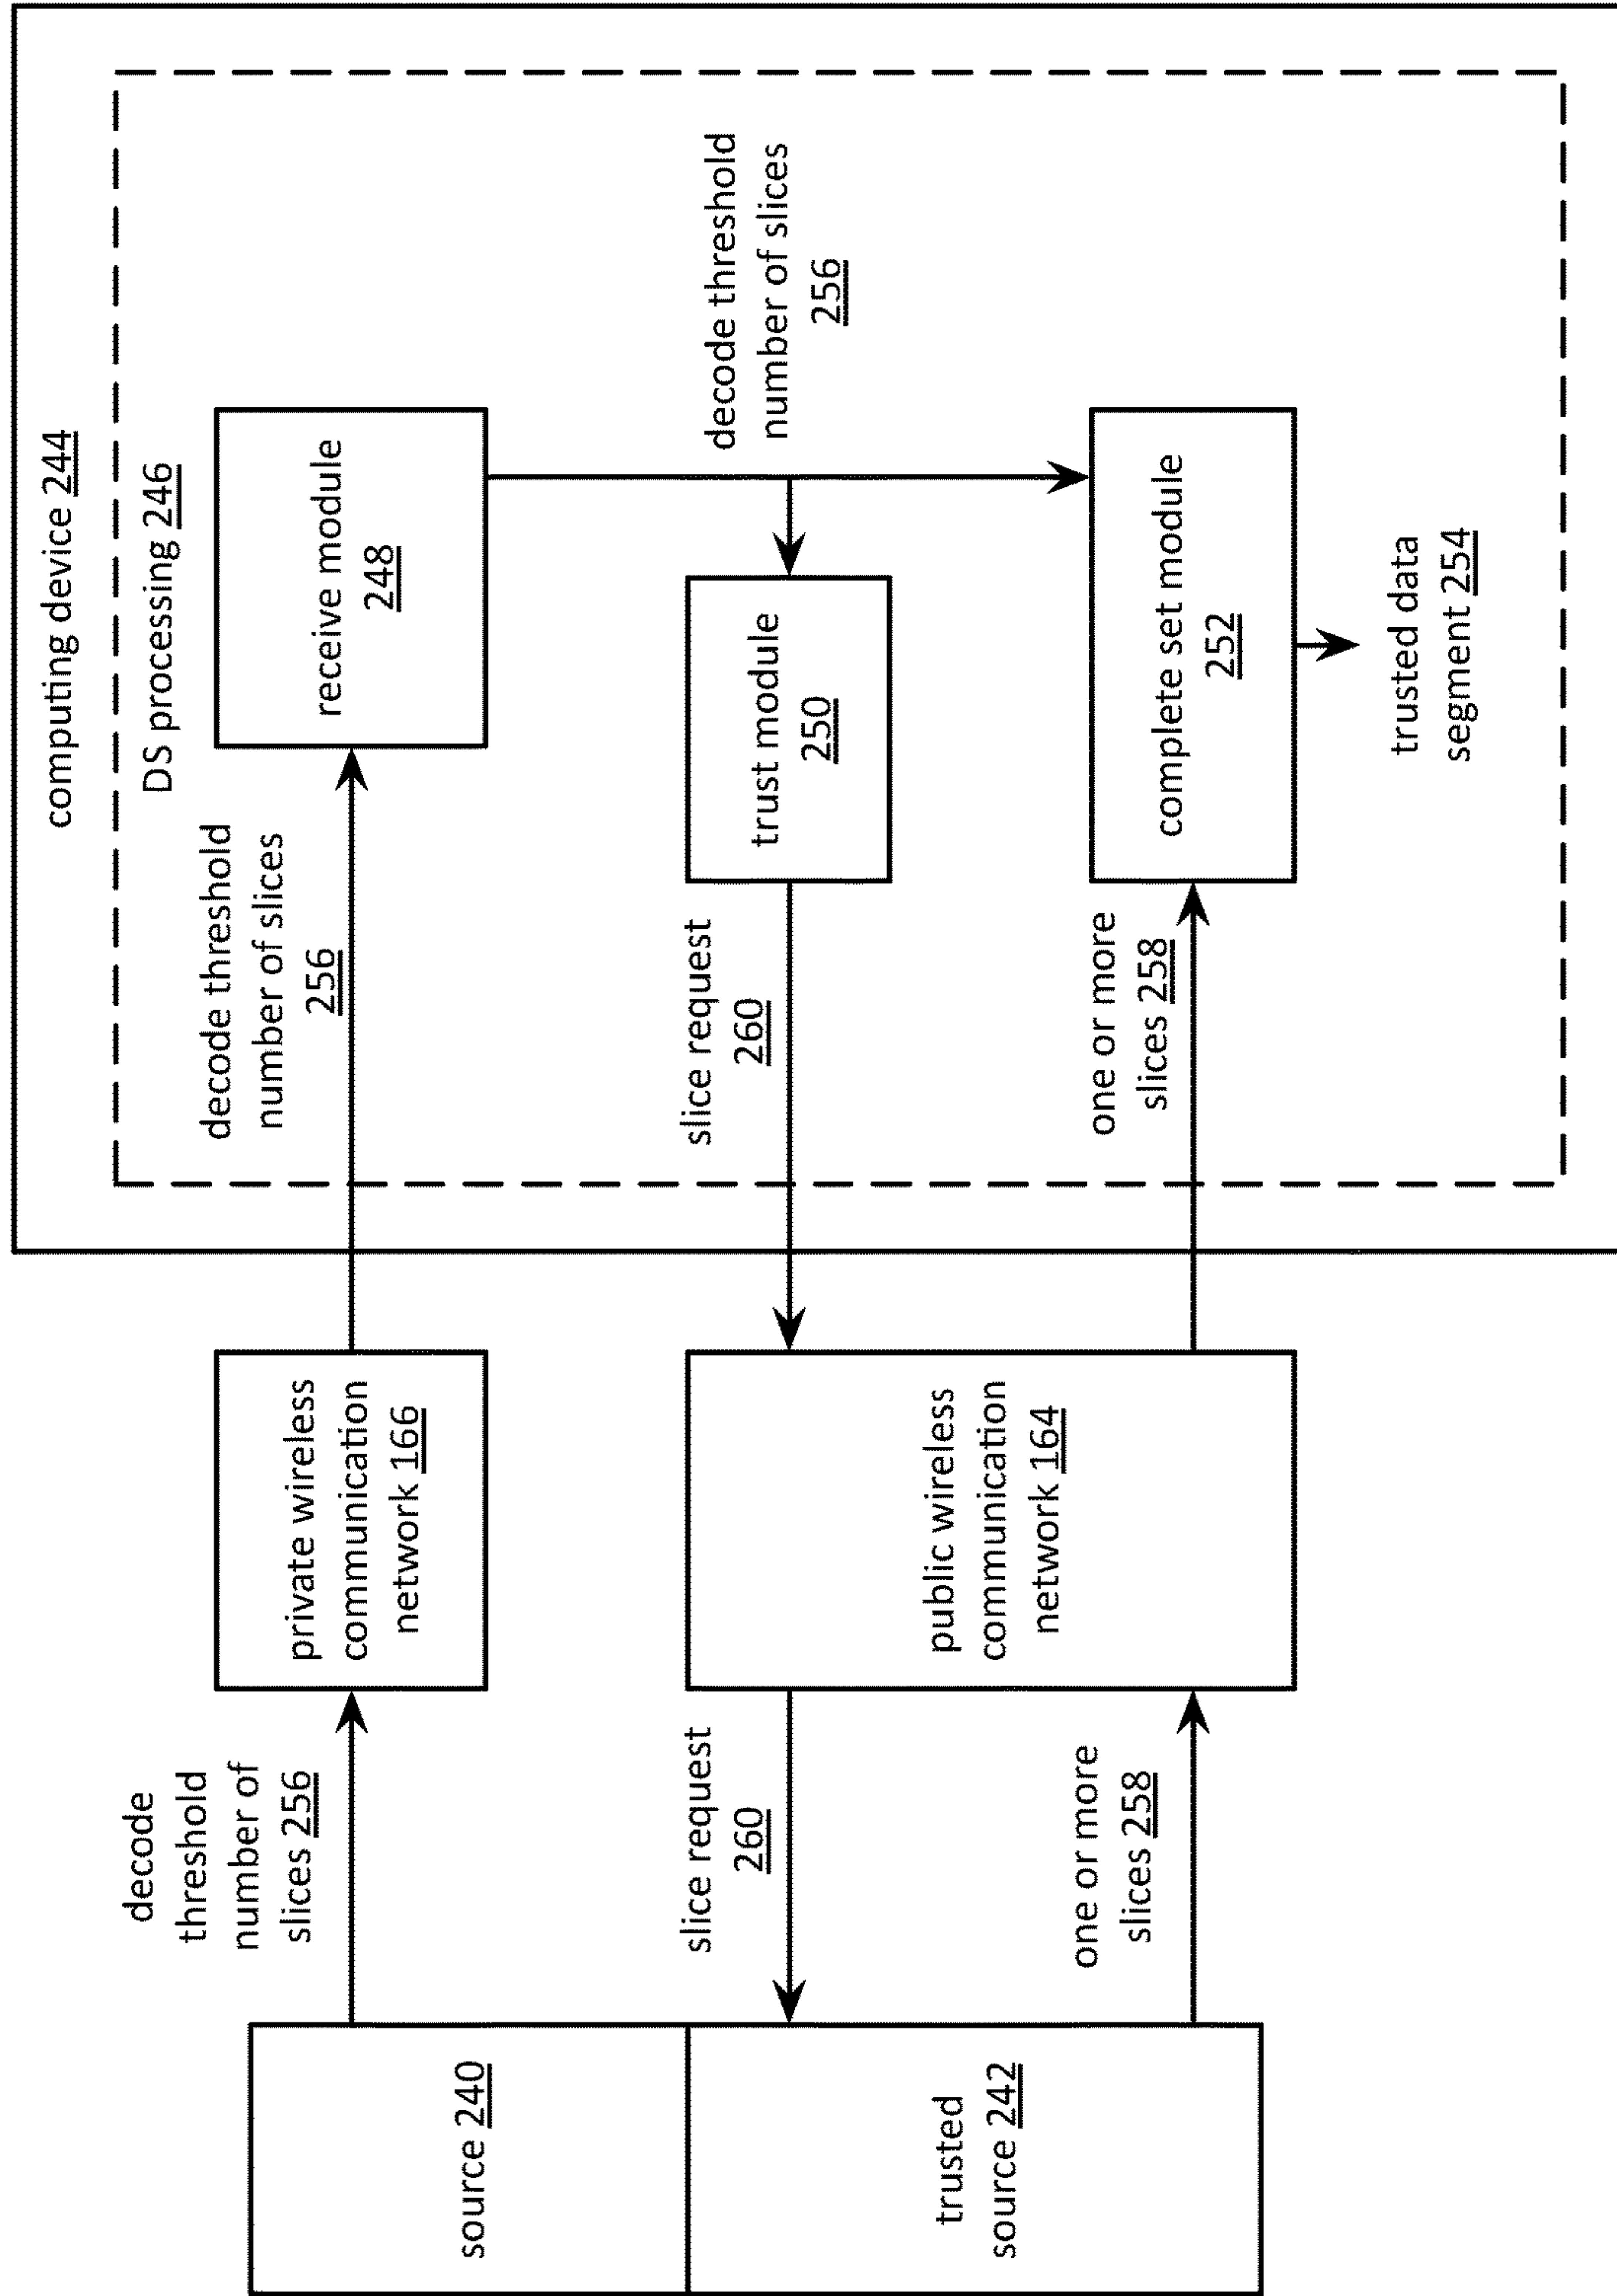 computing device 244
DS processing 246
decode
threshold
number of
slices 256
decode threshold
number of slices
256
source 240
private wireless
communication
network 166
receive module
248
decode threshold
number of slices
256
slice request
260
slice request
260
trust module
250
trusted
source 242
public wireless
communication
network 164
one or more
slices 258
one or more
slices 258
complete set module
252
trusted data
segment 254